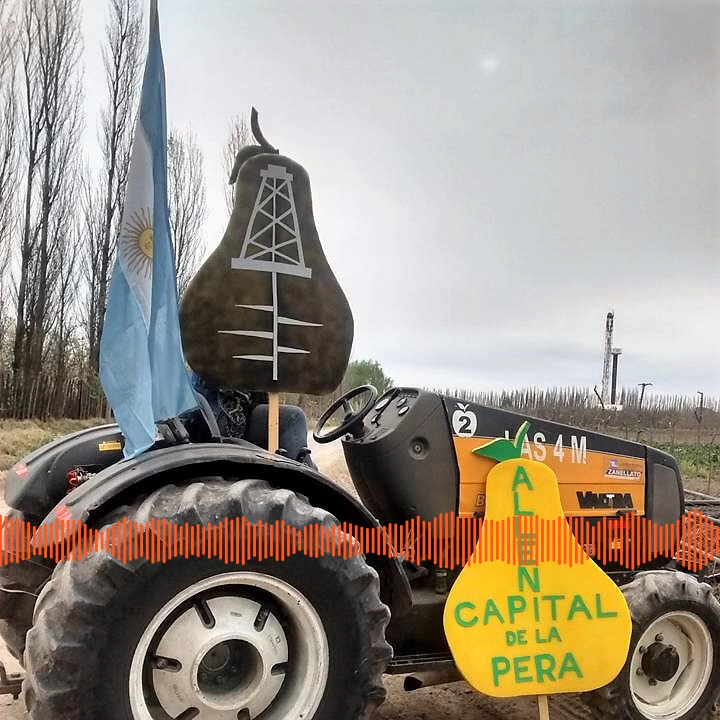 2
LAS 4 M
ZANELLATO
VALTRA
ALLEN
CAPITAL
DE LA
PERA